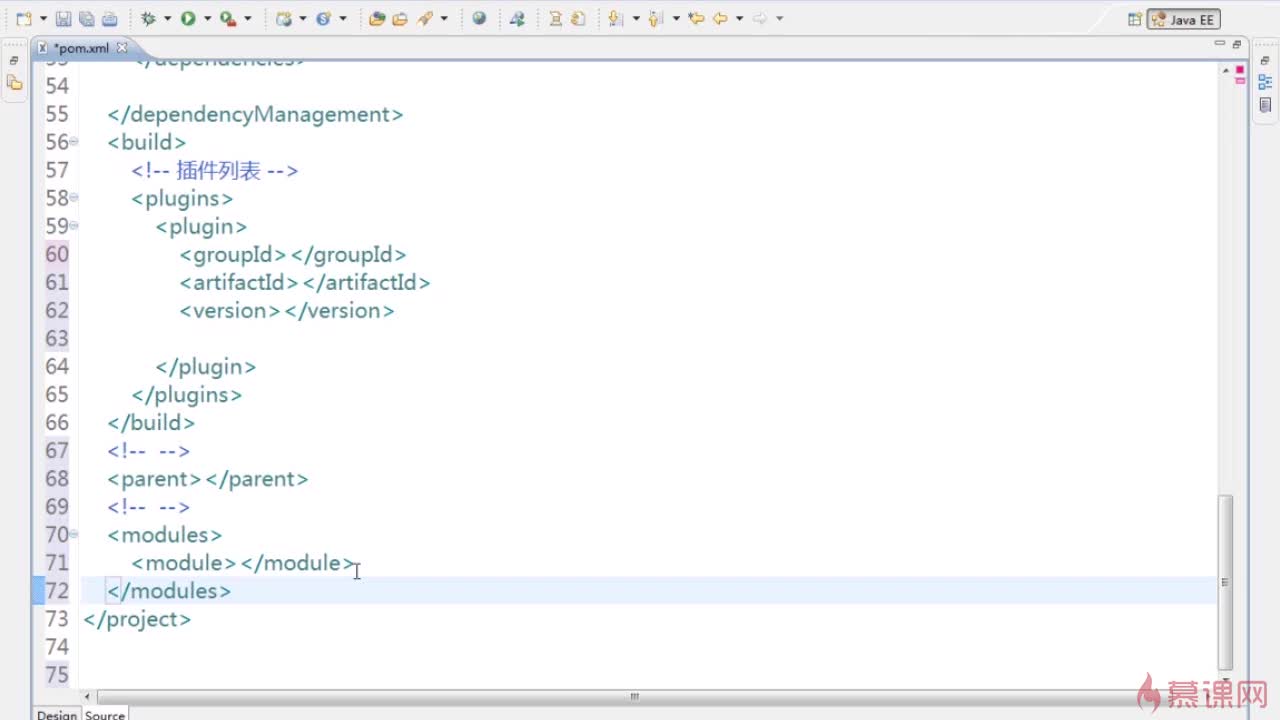 Java EE
*pom.xml
53 </dependencies>
54
55 </dependencyManagement>
56 <build>
57 <!-- 插件列表 -->
58 <plugins>
59 <plugin>
60 <groupId></groupId>
61 <artifactId></artifactId>
62 <version></version>
63
64 </plugin>
65 </plugins>
66 </build>
67 <!-- -->
68 <parent></parent>
69 <!-- -->
70 <modules>
71 <module></module>
72 </modules>
73 </project>
74
75
Design Source
慕课网